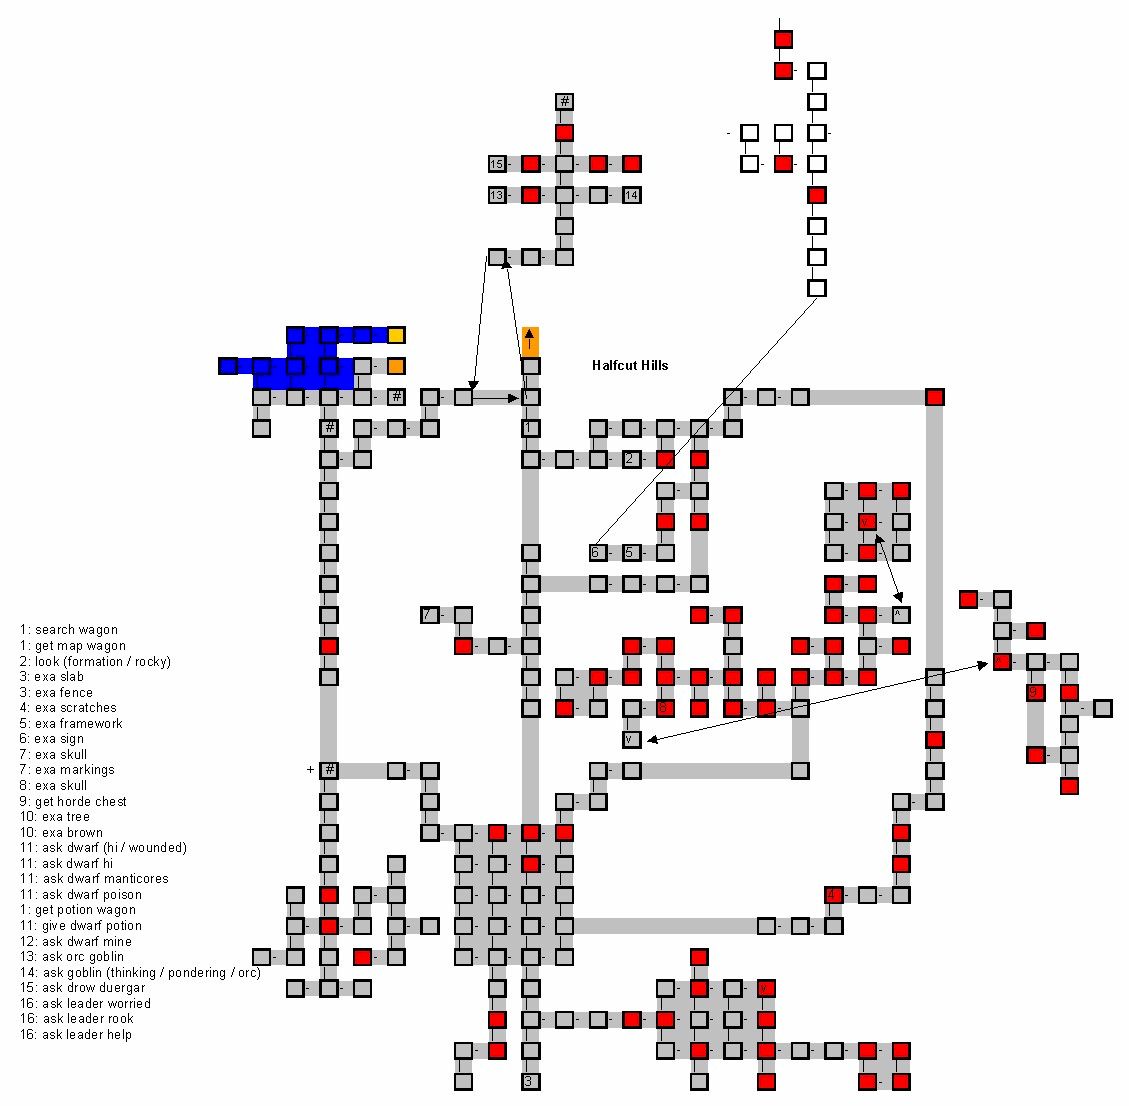 #
15
13
14
Halfcut Hills
#
#
1
2
6
5
v
^
7
^
8
9
v
+ #
4
v
3
1: search wagon
1: get map wagon
2: look (formation / rocky)
3: exa slab
3: exa fence
4: exa scratches
5: exa framework
6: exa sign
7: exa skull
7: exa markings
8: exa skull
9: get horde chest
10: exa tree
10: exa brown
11: ask dwarf (hi / wounded)
11: ask dwarf hi
11: ask dwarf manticores
11: ask dwarf poison
1: get potion wagon
11: give dwarf potion
12: ask dwarf mine
13: ask orc goblin
14: ask goblin (thinking / pondering / orc)
15: ask drow duergar
16: ask leader worried
16: ask leader rook
16: ask leader help